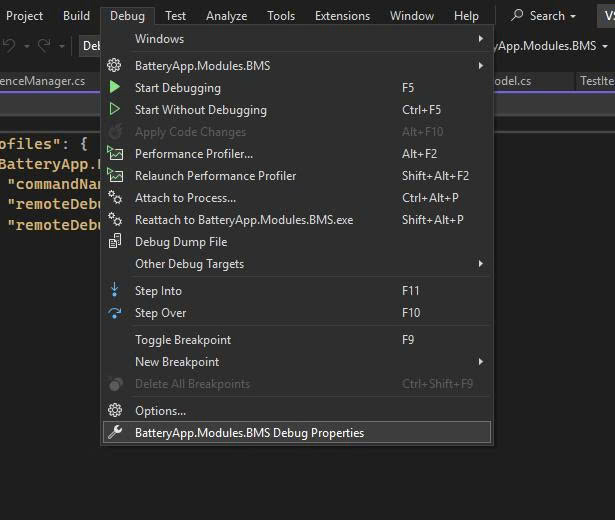 Project Build Debug Test Analyze Tools Extensions Window Help Search VS
Deb
App.Modules.BMS
enceManager.cs
odel.cs
TestIte
Windows
BatteryApp.Modules.BMS
Start Debugging F5
Start Without Debugging Ctrl+F5
Apply Code Changes Alt+F10
Performance Profiler... Alt+F2
Relaunch Performance Profiler Shift+Alt+F2
Attach to Process... Ctrl+Alt+P
Reattach to BatteryApp.Modules.BMS.exe Shift+Alt+P
Debug Dump File
Other Debug Targets
Step Into F11
Step Over F10
Toggle Breakpoint F9
New Breakpoint
Delete All Breakpoints Ctrl+Shift+F9
Options...
BatteryApp.Modules.BMS Debug Properties
ofiles": {
BatteryApp.
"commandNa
"remoteDebu
"remoteDebu